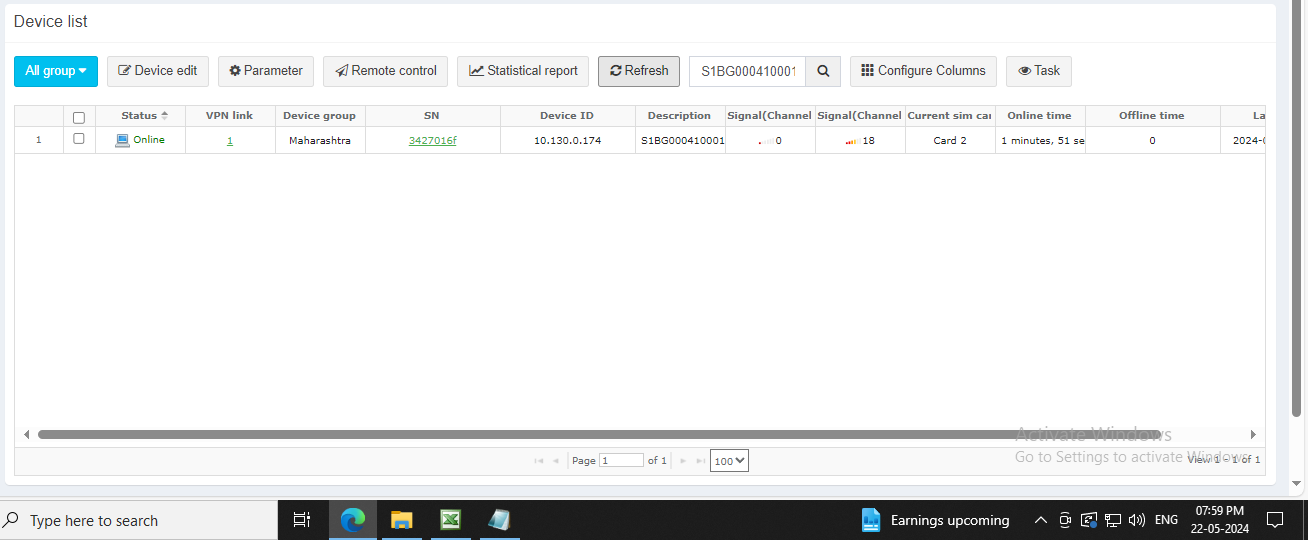 Device list
All group
Device edit
Parameter
Remote control
Statistical report
Refresh
S1BG000410001
Configure Columns
Task
Status VPN link Device group SN Device ID Description Signal(Channel Signal(Channel Current sim car Online time Offline time La
1 Online 1 Maharashtra 3427016f 10.130.0.174 S1BG000410001 0 18 Card 2 1 minutes, 51 se 0 2024-0
Activate Windows
Go to Settings to activate Windows.
Page 1 of 1 100 View 1 - 1 of 1
Type here to search
Earnings upcoming
ENG
07:59 PM
22-05-2024